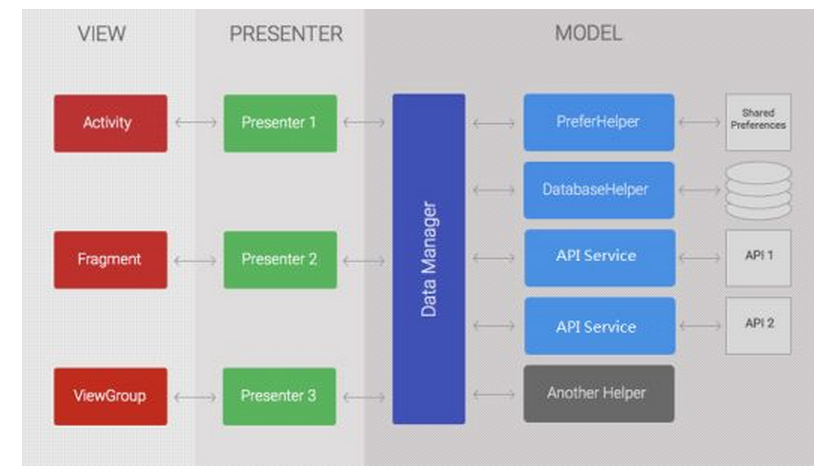 VIEW
PRESENTER
MODEL
Activity
Presenter 1
PreferHelper
Shared
Preferences
DatabaseHelper
Data Manager
Fragment
Presenter 2
API Service
API 1
API Service
API 2
ViewGroup
Presenter 3
Another Helper